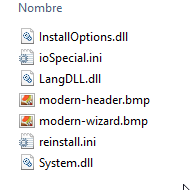 Nombre
InstallOptions.dll
ioSpecial.ini
LangDLL.dll
modern-header.bmp
modern-wizard.bmp
reinstall.ini
System.dll